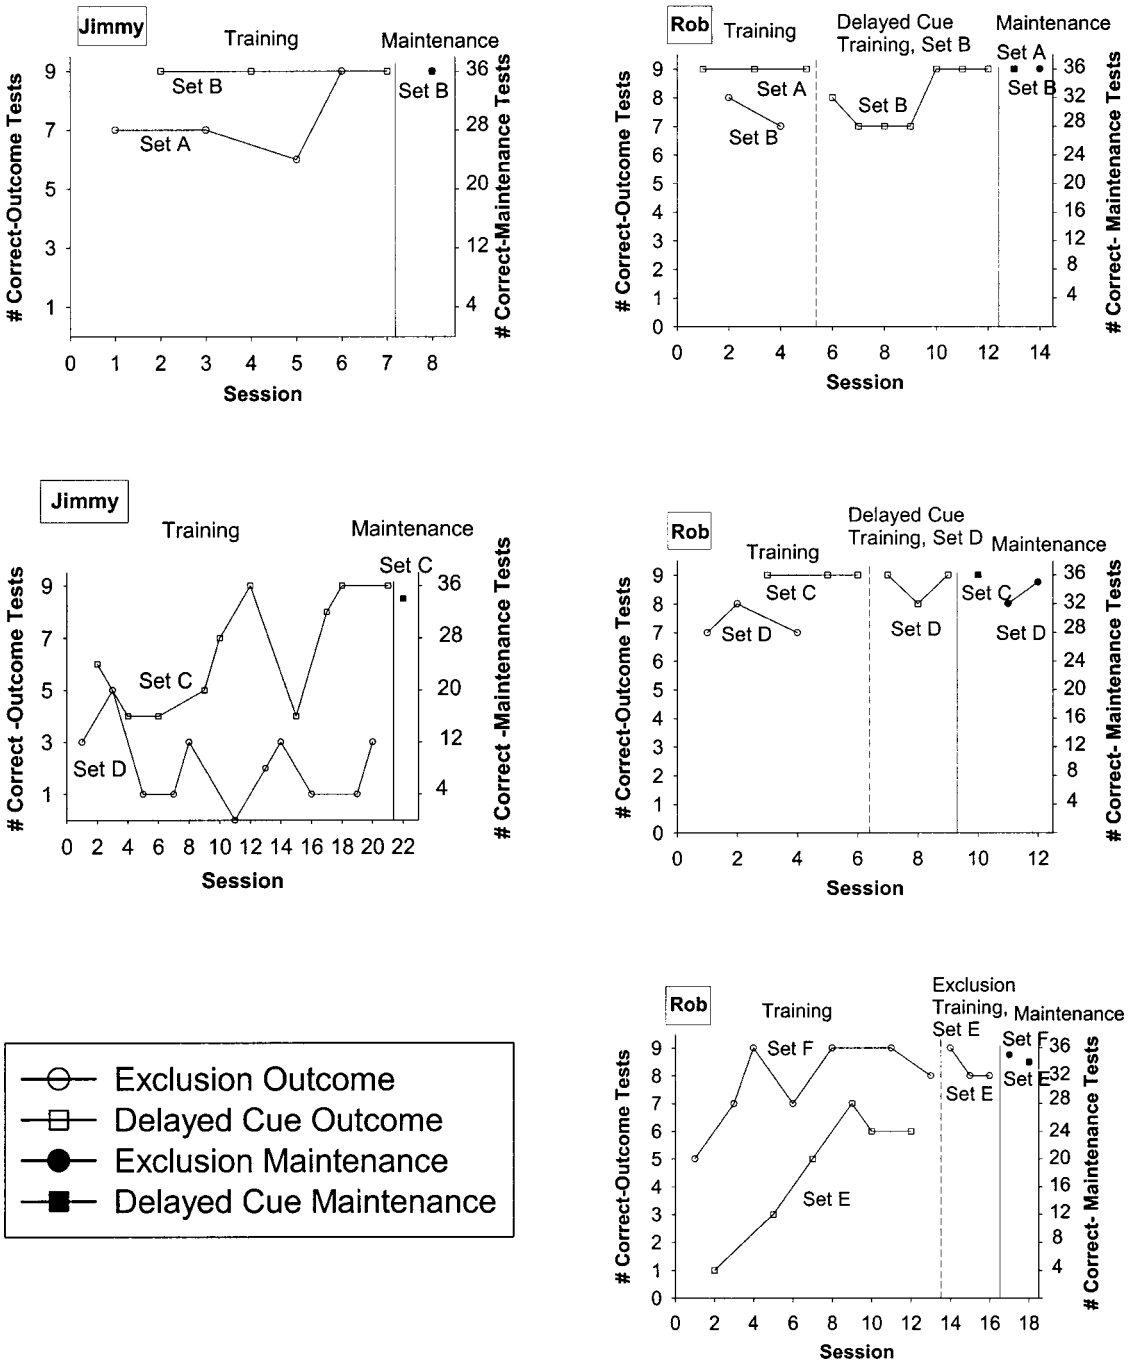 Jimmy
Training
Maintenance
9
7
5
3
1
Set B
Set A
Set B
36
28
20
12
4
# Correct-Outcome Tests
# Correct-Maintenance Tests
0 1 2 3 4 5 6 7 8
Session
Rob
Training
Delayed Cue
Training, Set B
Maintenance
Set A
Set B
9
8
7
6
5
4
3
2
1
0
Set A
Set B
Set B
36
32
28
24
20
16
12
8
4
# Correct-Outcome Tests
# Correct- Maintenance Tests
0 2 4 6 8 10 12 14
Session
Jimmy
Training
Maintenance
Set C
9
7
5
3
1
Set C
Set D
36
28
20
12
4
# Correct -Outcome Tests
# Correct -Maintenance Tests
0 2 4 6 8 10 12 14 16 18 20 22
Session
Rob
Training
Delayed Cue
Training, Set D
Maintenance
9
8
7
6
5
4
3
2
1
0
Set C
Set D
Set D
Set C
Set D
36
32
28
24
20
16
12
8
4
# Correct-Outcome Tests
# Correct- Maintenance Tests
0 2 4 6 8 10 12
Session
Exclusion Outcome
Delayed Cue Outcome
Exclusion Maintenance
Delayed Cue Maintenance
Rob
Training
Exclusion
Training,
Set E
Maintenance
Set F
Set E
9
8
7
6
5
4
3
2
1
0
Set F
Set E
Set E
36
32
24
20
16
12
8
4
# Correct-Outcome Tests
# Correct- Maintenance Tests
0 2 4 6 8 10 12 14 16 18
Session